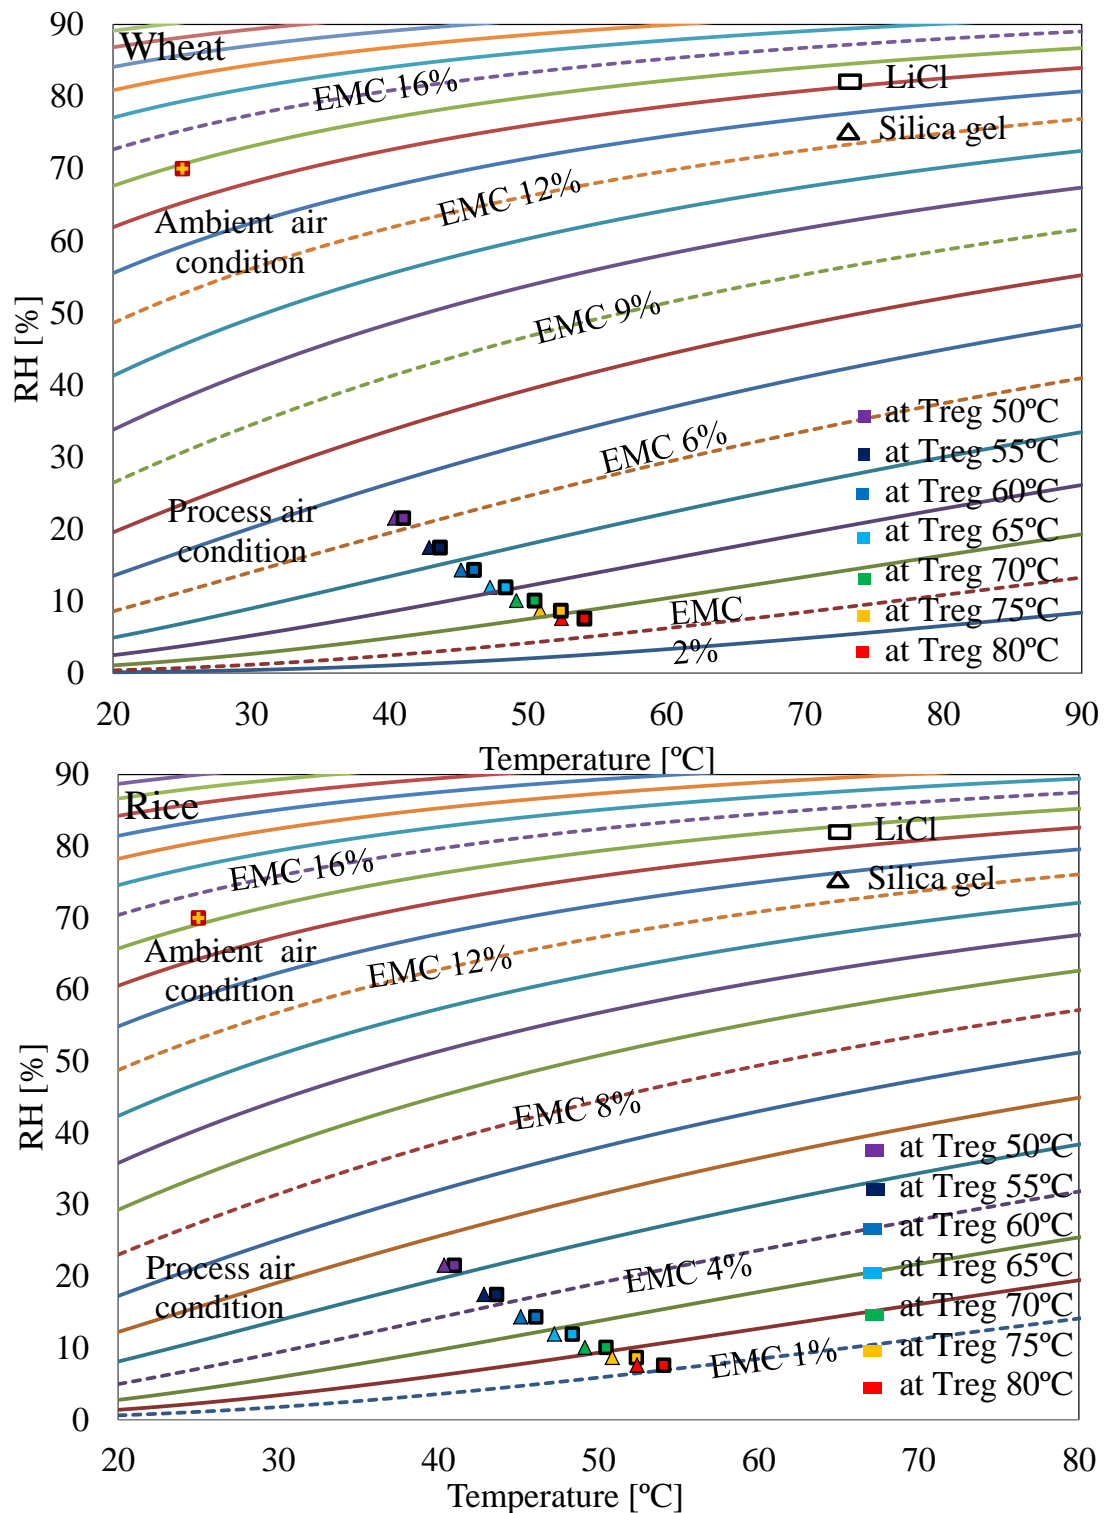 90
Wheat
EMC 16%
LiCl
80
Silica gel
70
EMC 12%
Ambient air
condition
60
50
EMC 9%
RH [%]
40
at Treg 50ºC
EMC 6%
30
at Treg 55ºC
at Treg 60ºC
Process air
condition
20
at Treg 65ºC
at Treg 70ºC
10
EMC
2%
at Treg 75ºC
at Treg 80ºC
0
20 30 40 50 60 70 80 90
Temperature [ºC]
90
Rice
EMC 16%
LiCl
80
Silica gel
70
Ambient air
condition
EMC 12%
60
50
RH [%]
EMC 8%
40
at Treg 50ºC
30
at Treg 55ºC
at Treg 60ºC
Process air
condition
20
EMC 4%
at Treg 65ºC
at Treg 70ºC
10
EMC 1%
at Treg 75ºC
at Treg 80ºC
0
20 30 40 50 60 70 80
Temperature [ºC]